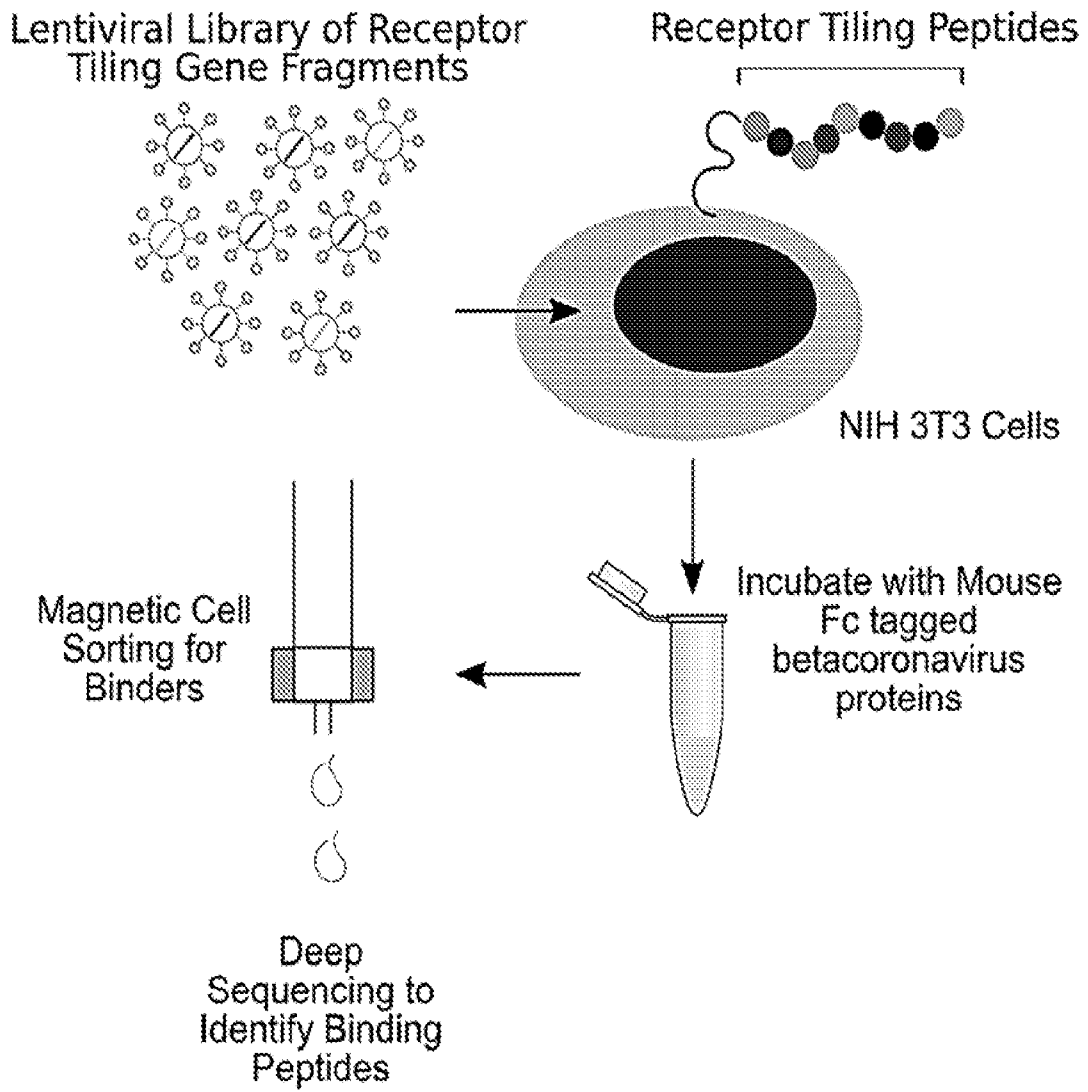 Lentiviral Library of Receptor
Tiling Gene Fragments
Receptor Tiling Peptides
NIH 3T3 Cells
Incubate with Mouse
Fc tagged
betacoronavirus
proteins
Magnetic Cell
Sorting for
Binders
Deep
Sequencing to
Identify Binding
Peptides